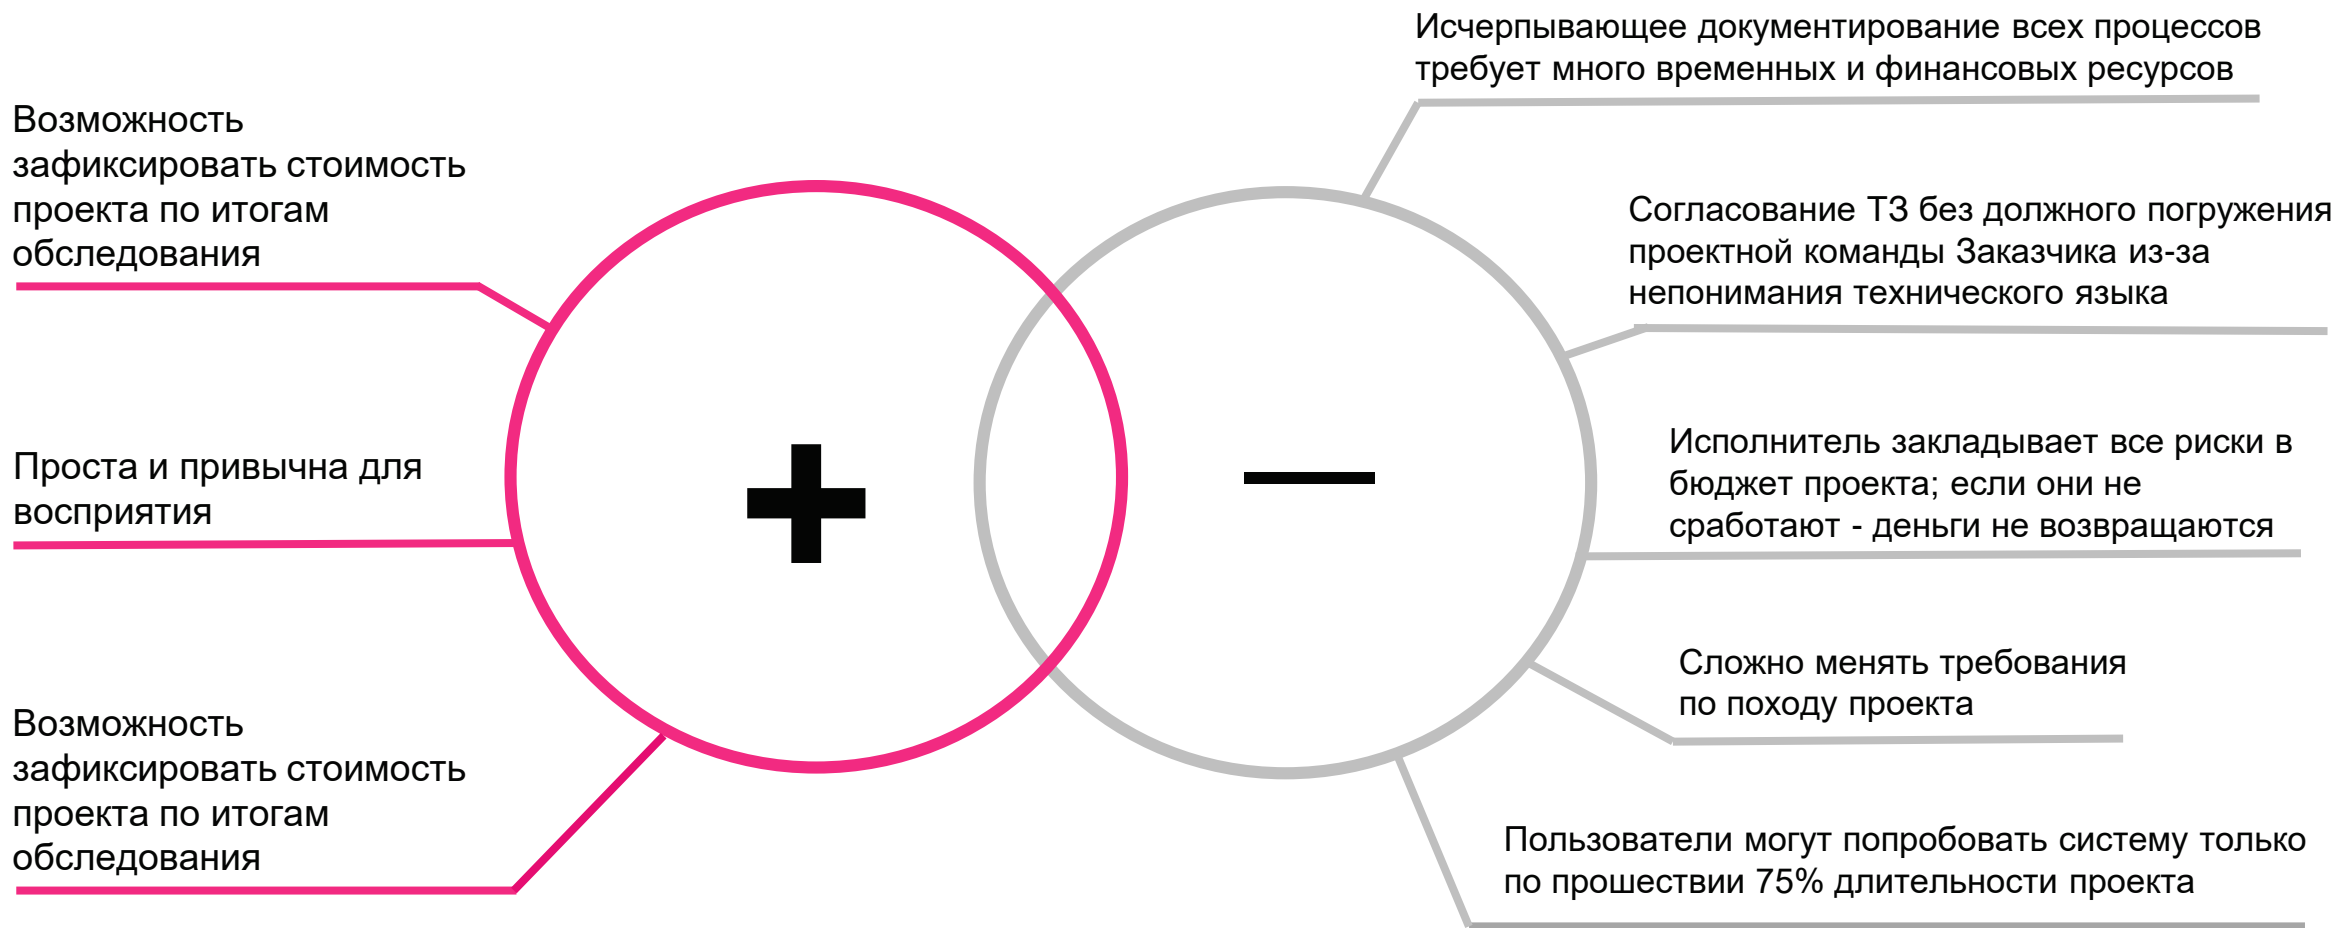 Возможность
зафиксировать стоимость
проекта по итогам
обследования
Проста и привычна для
восприятия
Возможность
зафиксировать стоимость
проекта по итогам
обследования
+
—
Исчерпывающее документирование всех процессов
требует много временных и финансовых ресурсов
Согласование ТЗ без должного погружения
проектной команды Заказчика из-за
непонимания технического языка
Исполнитель закладывает все риски в
бюджет проекта; если они не
сработают - деньги не возвращаются
Сложно менять требования
по походу проекта
Пользователи могут попробовать систему только
по прошествии 75% длительности проекта